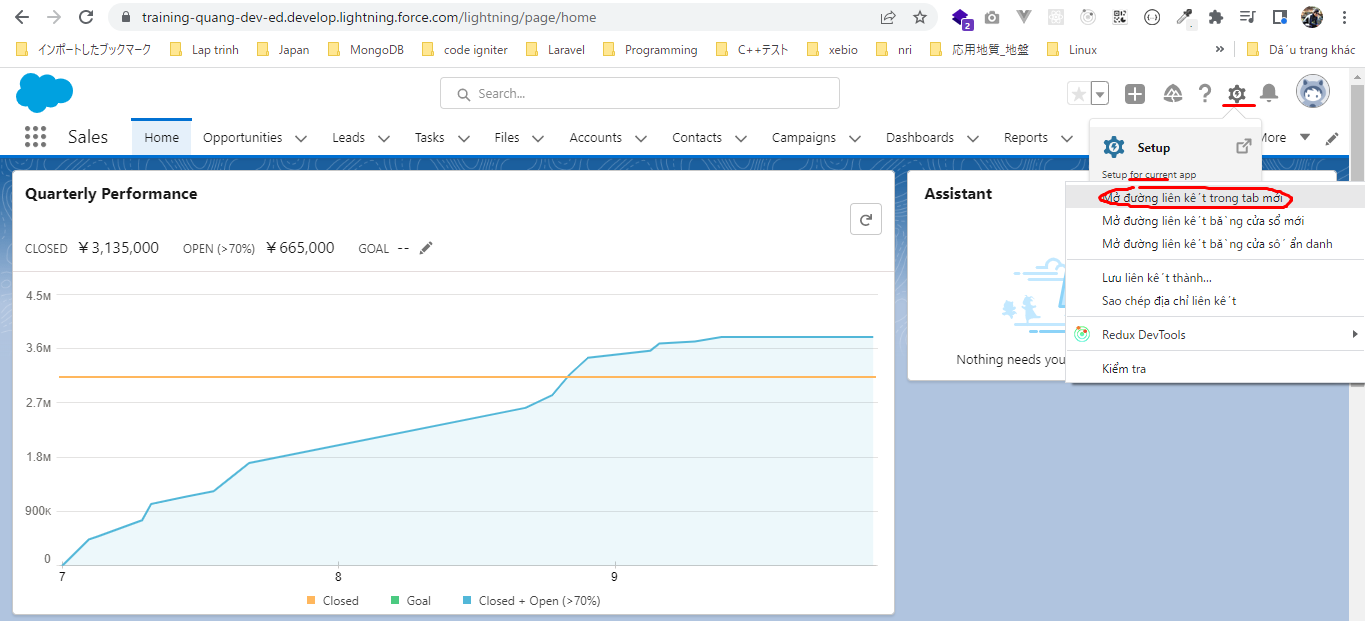 training-quang-dev-ed.develop.lightning.force.com/lightning/page/home
2
インポートしたブックマーク Lap trinh Japan MongoDB code igniter Laravel Programming C++テスト xebio nri 応用地質_地盤 Linux » Dấu trang khác
Search...
Sales Home Opportunities Leads Tasks Files Accounts Contacts Campaigns Dashboards Reports More
Setup
Setup for current app
Quarterly Performance
CLOSED ¥3,135,000 OPEN (>70%) ¥665,000 GOAL --
4.5M
3.6M
2.7M
1.8M
900K
0
7 8 9
Closed Goal Closed + Open (>70%)
Assistant
Nothing needs you
Mở đường liên kết trong tab mới
Mở đường liên kết bằng cửa sổ mới
Mở đường liên kết bằng cửa sổ ẩn danh
Lưu liên kết thành...
Sao chép địa chỉ liên kết
Redux DevTools
Kiểm tra